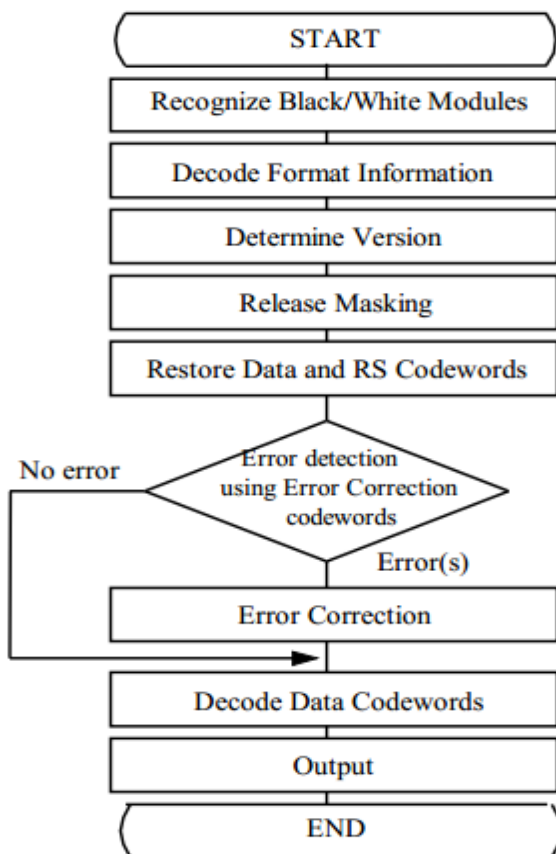 START
Recognize Black/White Modules
Decode Format Information
Determine Version
Release Masking
Restore Data and RS Codewords
No error
Error detection
using Error Correction
codewords
Error(s)
Error Correction
Decode Data Codewords
Output
END